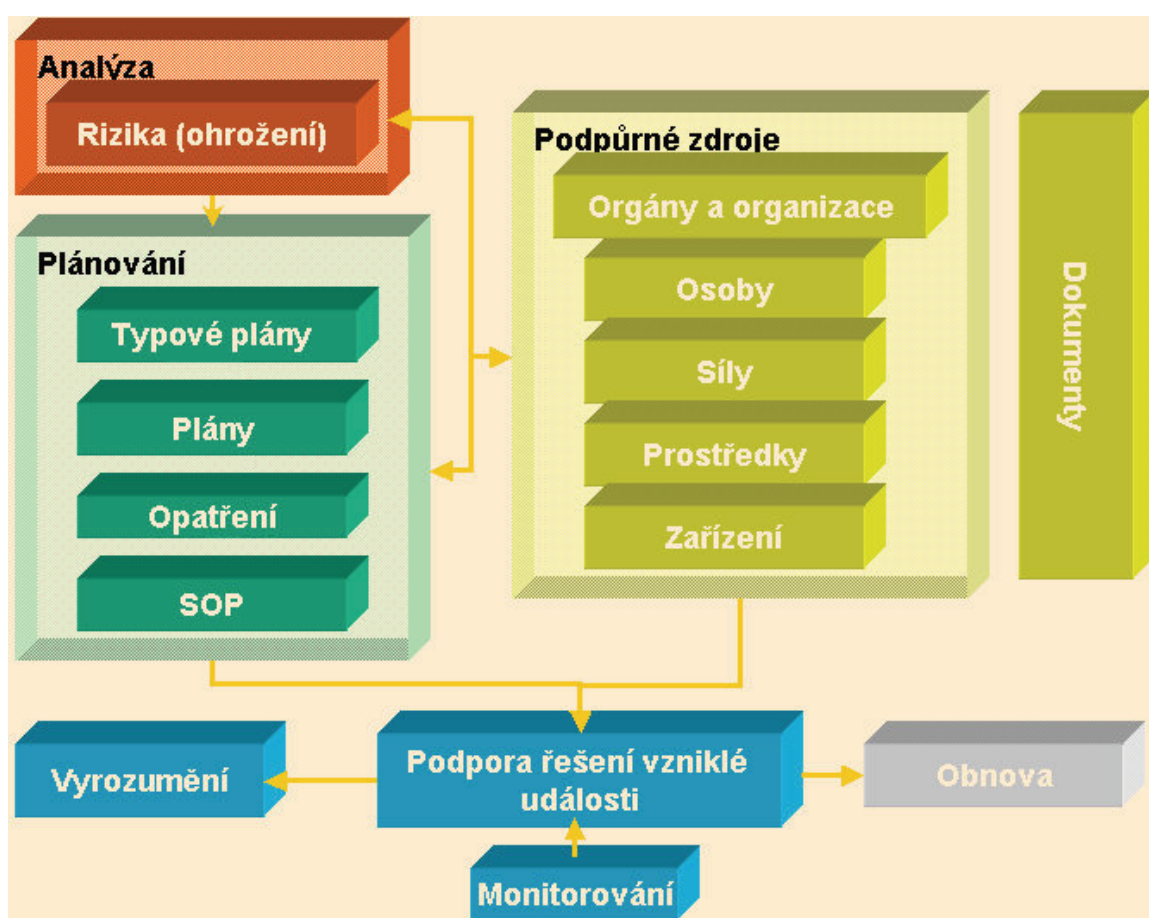 Analýza
Rizika (ohrožení)
Plánování
Typové plány
Plány
Opatření
SOP
Podpůrné zdroje
Orgány a organizace
Osoby
Síly
Prostředky
Zařízení
Dokumenty
Vyrozumění
Podpora řešení vzniklé
události
Obnova
Monitorování